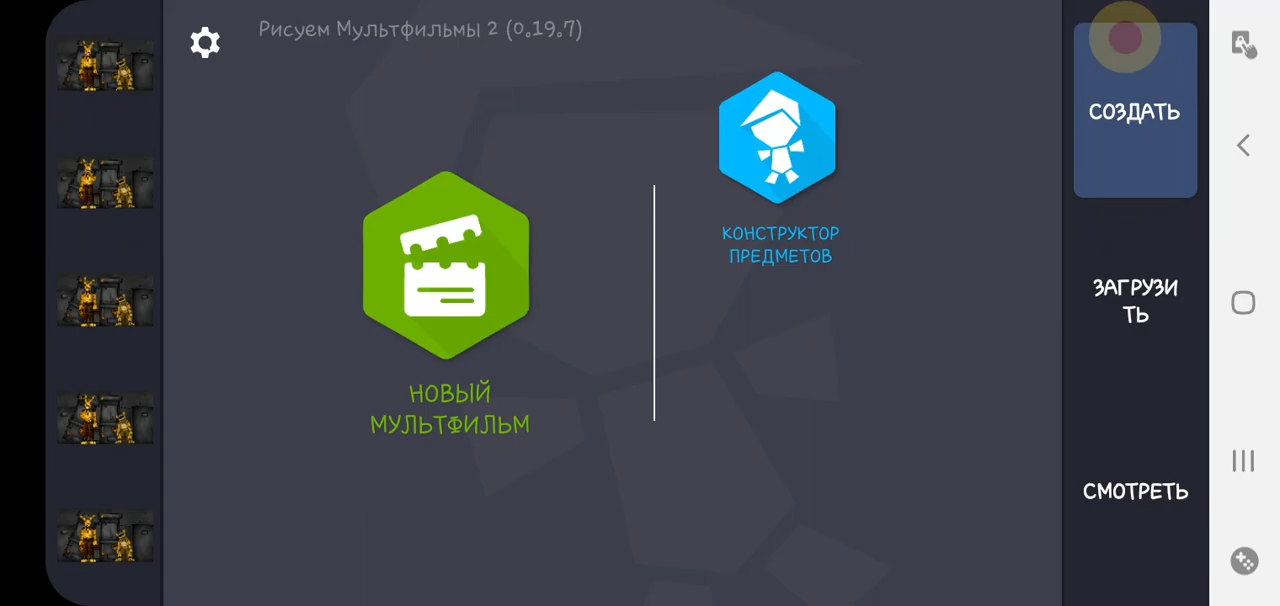 Рисуем Мультфильмы 2 (0.19.7)
НОВЫЙ
МУЛЬТФИЛЬМ
КОНСТРУКТОР
ПРЕДМЕТОВ
СОЗДАТЬ
ЗАГРУЗИ
ТЬ
СМОТРЕТЬ